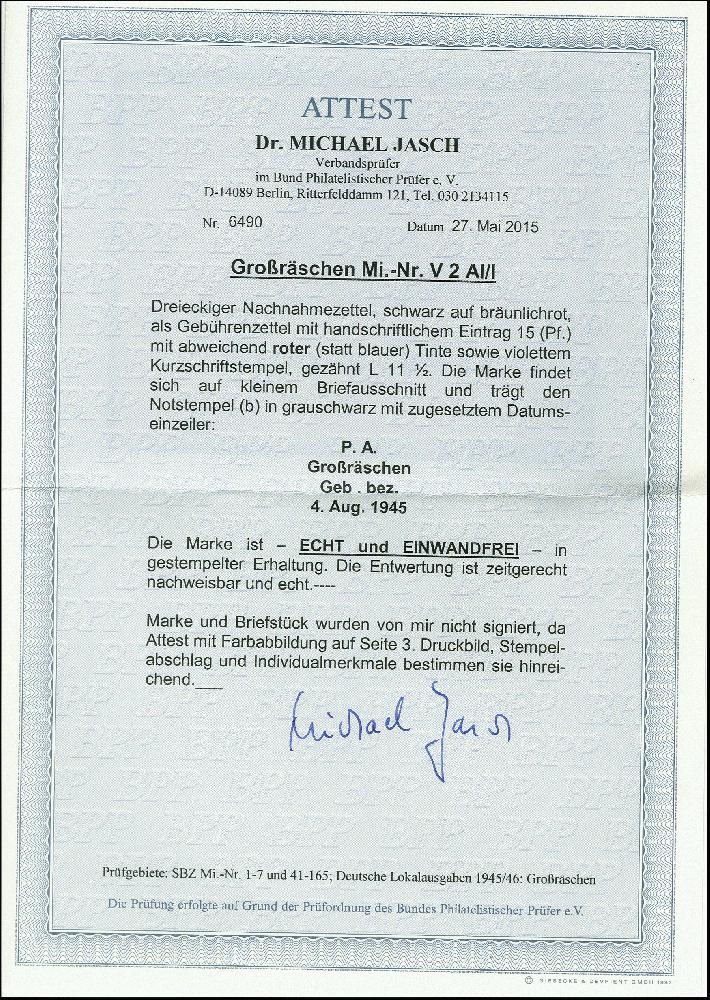 ATTEST
Dr. MICHAEL JASCH
Verbandsprüfer
im Bund Philatelistischer Prüfer e. V.
D-14089 Berlin, Ritterfelddamm 121, Tel. 030 2134115
Nr. 6490 Datum 27. Mai 2015
Großräschen Mi.-Nr. V 2 AI/I
Dreieckiger Nachnahmezettel, schwarz auf bräunlichrot,
als Gebührenzettel mit handschriftlichem Eintrag 15 (Pf.)
mit abweichend roter (statt blauer) Tinte sowie violettem
Kurzschriftstempel, gezähnt L 11 ½. Die Marke findet
sich auf kleinem Briefausschnitt und trägt den
Notstempel (b) in grauschwarz mit zugesetztem Datums-
einzeiler:
P. A.
Großräschen
Geb . bez.
4. Aug. 1945
Die Marke ist – ECHT und EINWANDFREI – in
gestempelter Erhaltung. Die Entwertung ist zeitgerecht
nachweisbar und echt.----
Marke und Briefstück wurden von mir nicht signiert, da
Attest mit Farbabbildung auf Seite 3. Druckbild, Stempel-
abschlag und Individualmerkmale bestimmen sie hinrei-
chend.___
Michael Jasch
Prüfgebiete: SBZ Mi.-Nr. 1-7 und 41-165; Deutsche Lokalausgaben 1945/46: Großräschen
Die Prüfung erfolgte auf Grund der Prüfordnung des Bundes Philatelistischer Prüfer e.V.
© GIESECKE & DEVRIENT GMBH